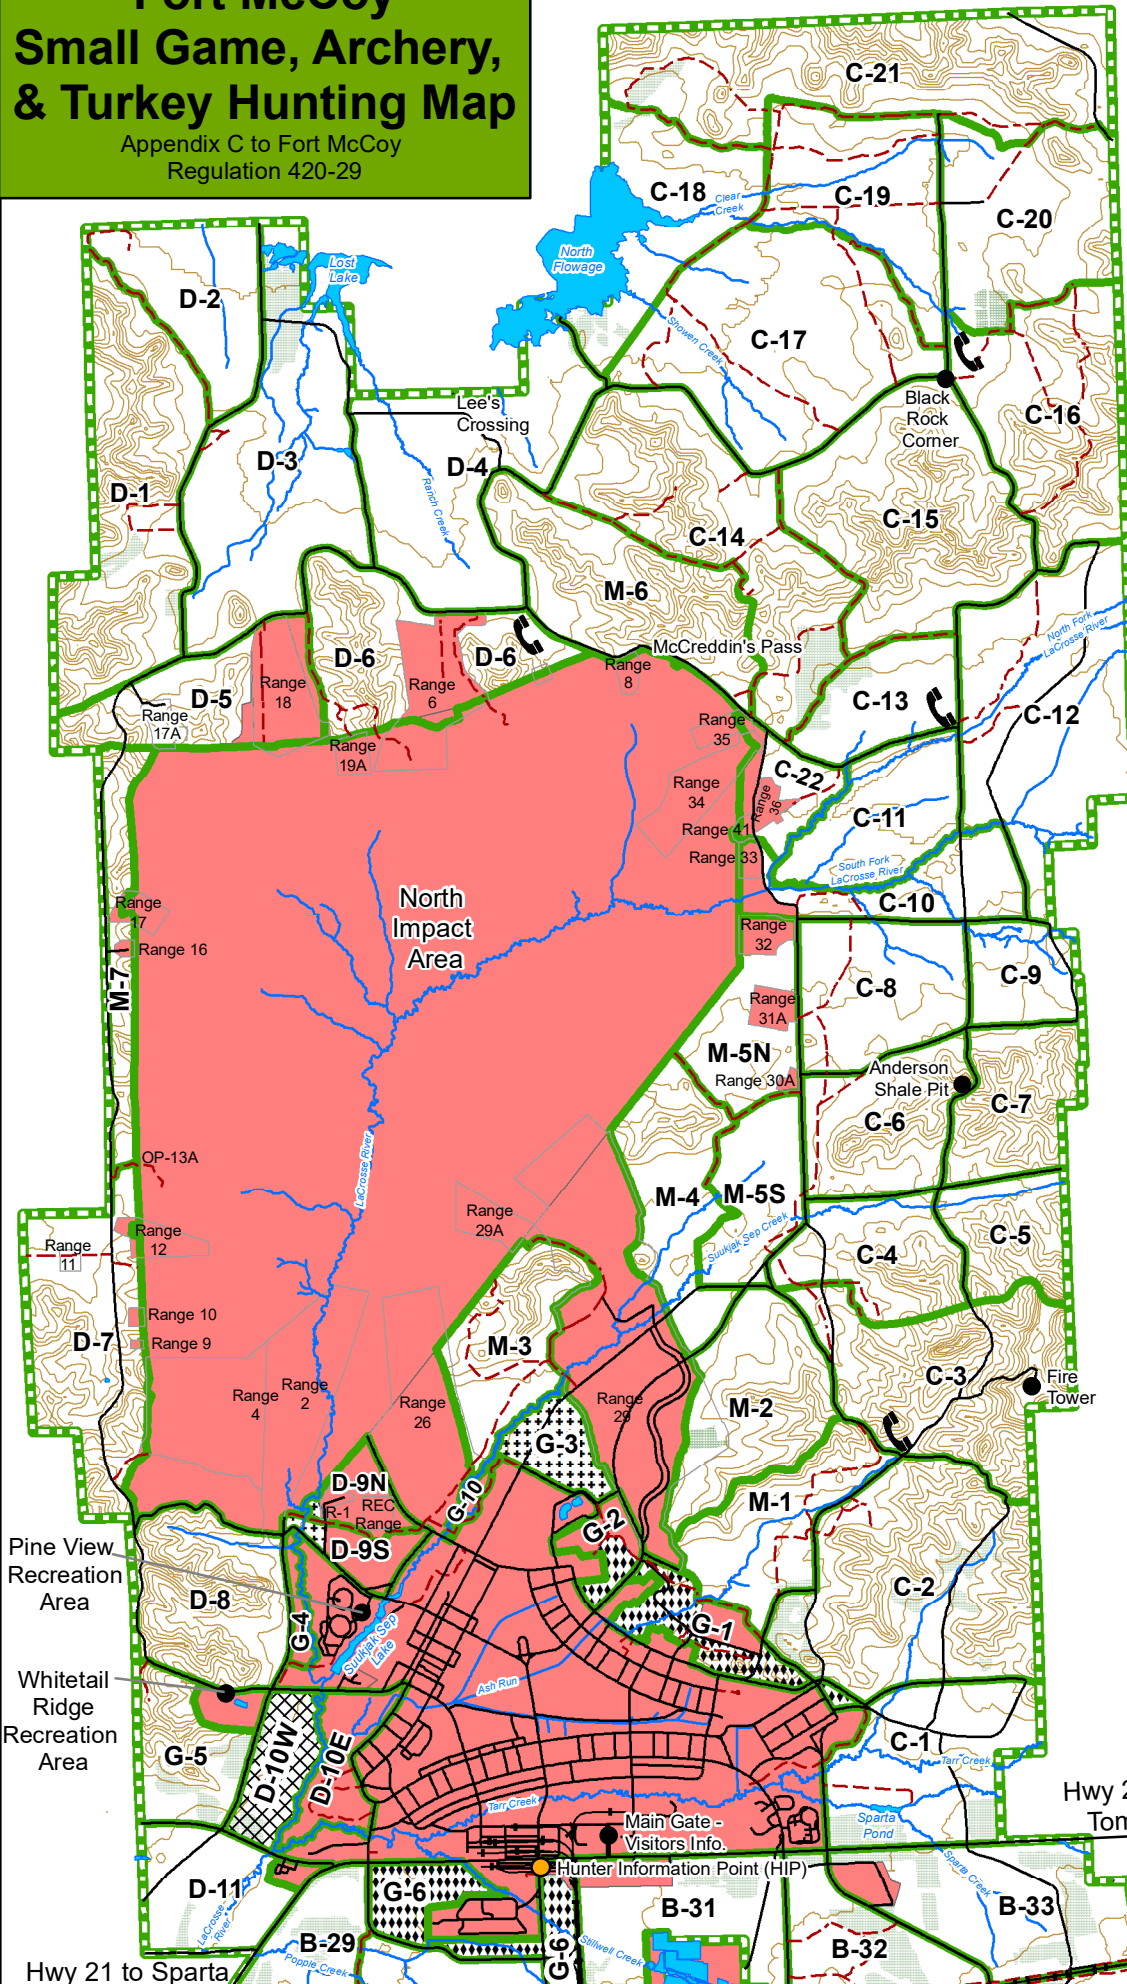 Fort McCoy
Small Game, Archery,
& Turkey Hunting Map
Appendix C to Fort McCoy
Regulation 420-29
C-21
C-18
Clear
Creek
C-19
C-20
North
Flowage
Lost
Lake
D-2
Showen Creek
C-17
Black
Rock
Corner
C-16
Lee's
Crossing
D-4
D-3
D-1
Ranch Creek
C-14
C-15
M-6
North Fork
LaCrosse River
McCreddin's Pass
D-6
D-6
Range
8
D-5
Range
18
Range
6
Range
17A
Range
19A
Range
35
C-13
C-12
C-22
Range
34
Range
36
C-11
Range 41
Range 33
South Fork
LaCrosse River
C-10
North
Impact
Area
Range
17
Range 16
M-7
Range
32
C-8
C-9
Range
31A
M-5N
Range 30A
Anderson
Shale Pit
C-7
C-6
OP-13A
LaCrosse River
M-4
M-5S
Suukjak Sep Creek
Range
29A
Range
12
Range
11
C-4
C-5
Range 10
Range 9
D-7
M-3
C-3
Fire
Tower
Range
4
Range
2
Range
26
Range
29
M-2
G-3
D-9N
R-1
REC
Range
G-10
M-1
G-2
D-9S
Pine View
Recreation
Area
D-8
G-4
Suukjak Sep
Lake
C-2
G-1
Whitetail
Ridge
Recreation
Area
Ash Run
G-5
D-10W
D-10E
C-1
Tarr Creek
Tarr Creek
Hwy 2
Tom
Sparta
Pond
Main Gate -
Visitors Info.
Hunter Information Point (HIP)
Sparta Creek
D-11
LaCrosse
River
G-6
B-31
B-33
B-29
G-6
Stillwell Creek
B-32
Popple Creek
Hwy 21 to Sparta